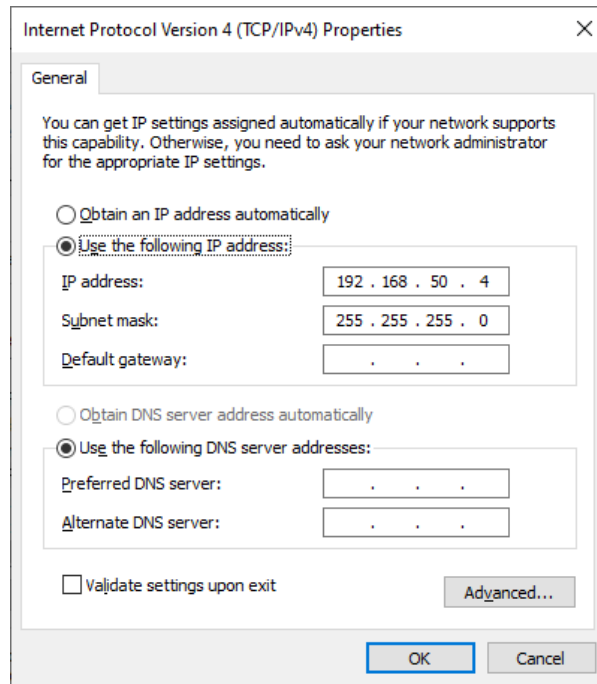 Internet Protocol Version 4 (TCP/IPv4) Properties
General
You can get IP settings assigned automatically if your network supports
this capability. Otherwise, you need to ask your network administrator
for the appropriate IP settings.
Obtain an IP address automatically
Use the following IP address:
IP address: 192 . 168 . 50 . 4
Subnet mask: 255 . 255 . 255 . 0
Default gateway: . . .
Obtain DNS server address automatically
Use the following DNS server addresses:
Preferred DNS server: . . .
Alternate DNS server: . . .
Validate settings upon exit
Advanced...
OK Cancel